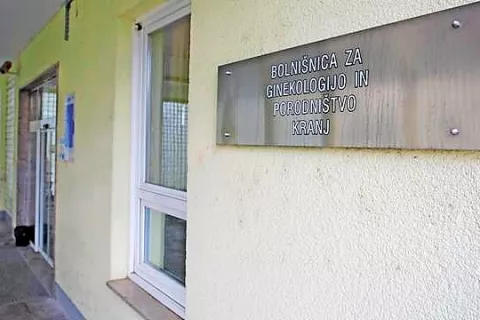 BOLNIŠNICA ZA
GINEKOLOGIJO IN
PORODNIŠTVO
KRANJ